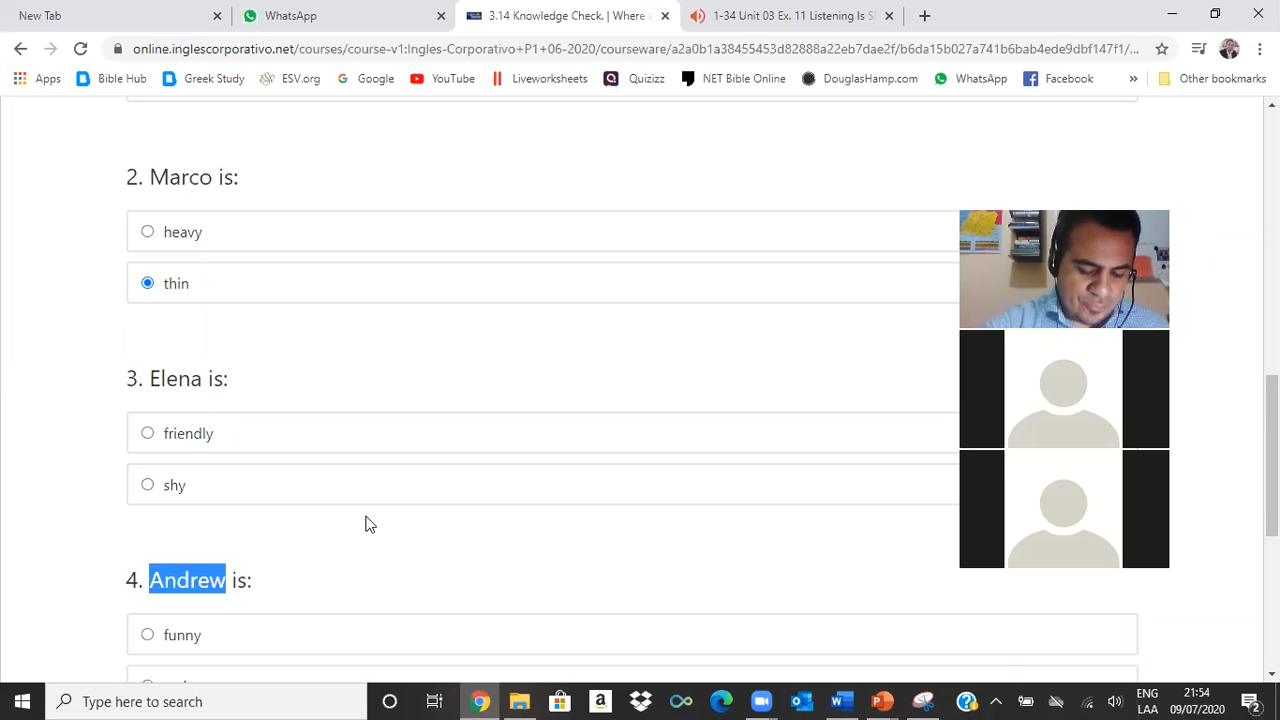 New Tab
WhatsApp
3.14 Knowledge Check. | Where
1-34 Unit 03 Ex. 11 Listening Is S
online.inglescorporativo.net/courses/course-v1:Ingles-Corporativo+P1+06-2020/courseware/a2a0b1a38455453d82888a22eb7dae2f/b6da15b027a741b6bab4ede9dbf147f1/...
Apps
Bible Hub
Greek Study
ESV.org
Google
YouTube
Liveworksheets
Quizizz
NET Bible Online
DouglasHamp.com
WhatsApp
Facebook
»
Other bookmarks
2. Marco is:
heavy
thin
3. Elena is:
friendly
shy
4. Andrew is:
funny
Type here to search
ENG
LAA
21:54
09/07/2020
2